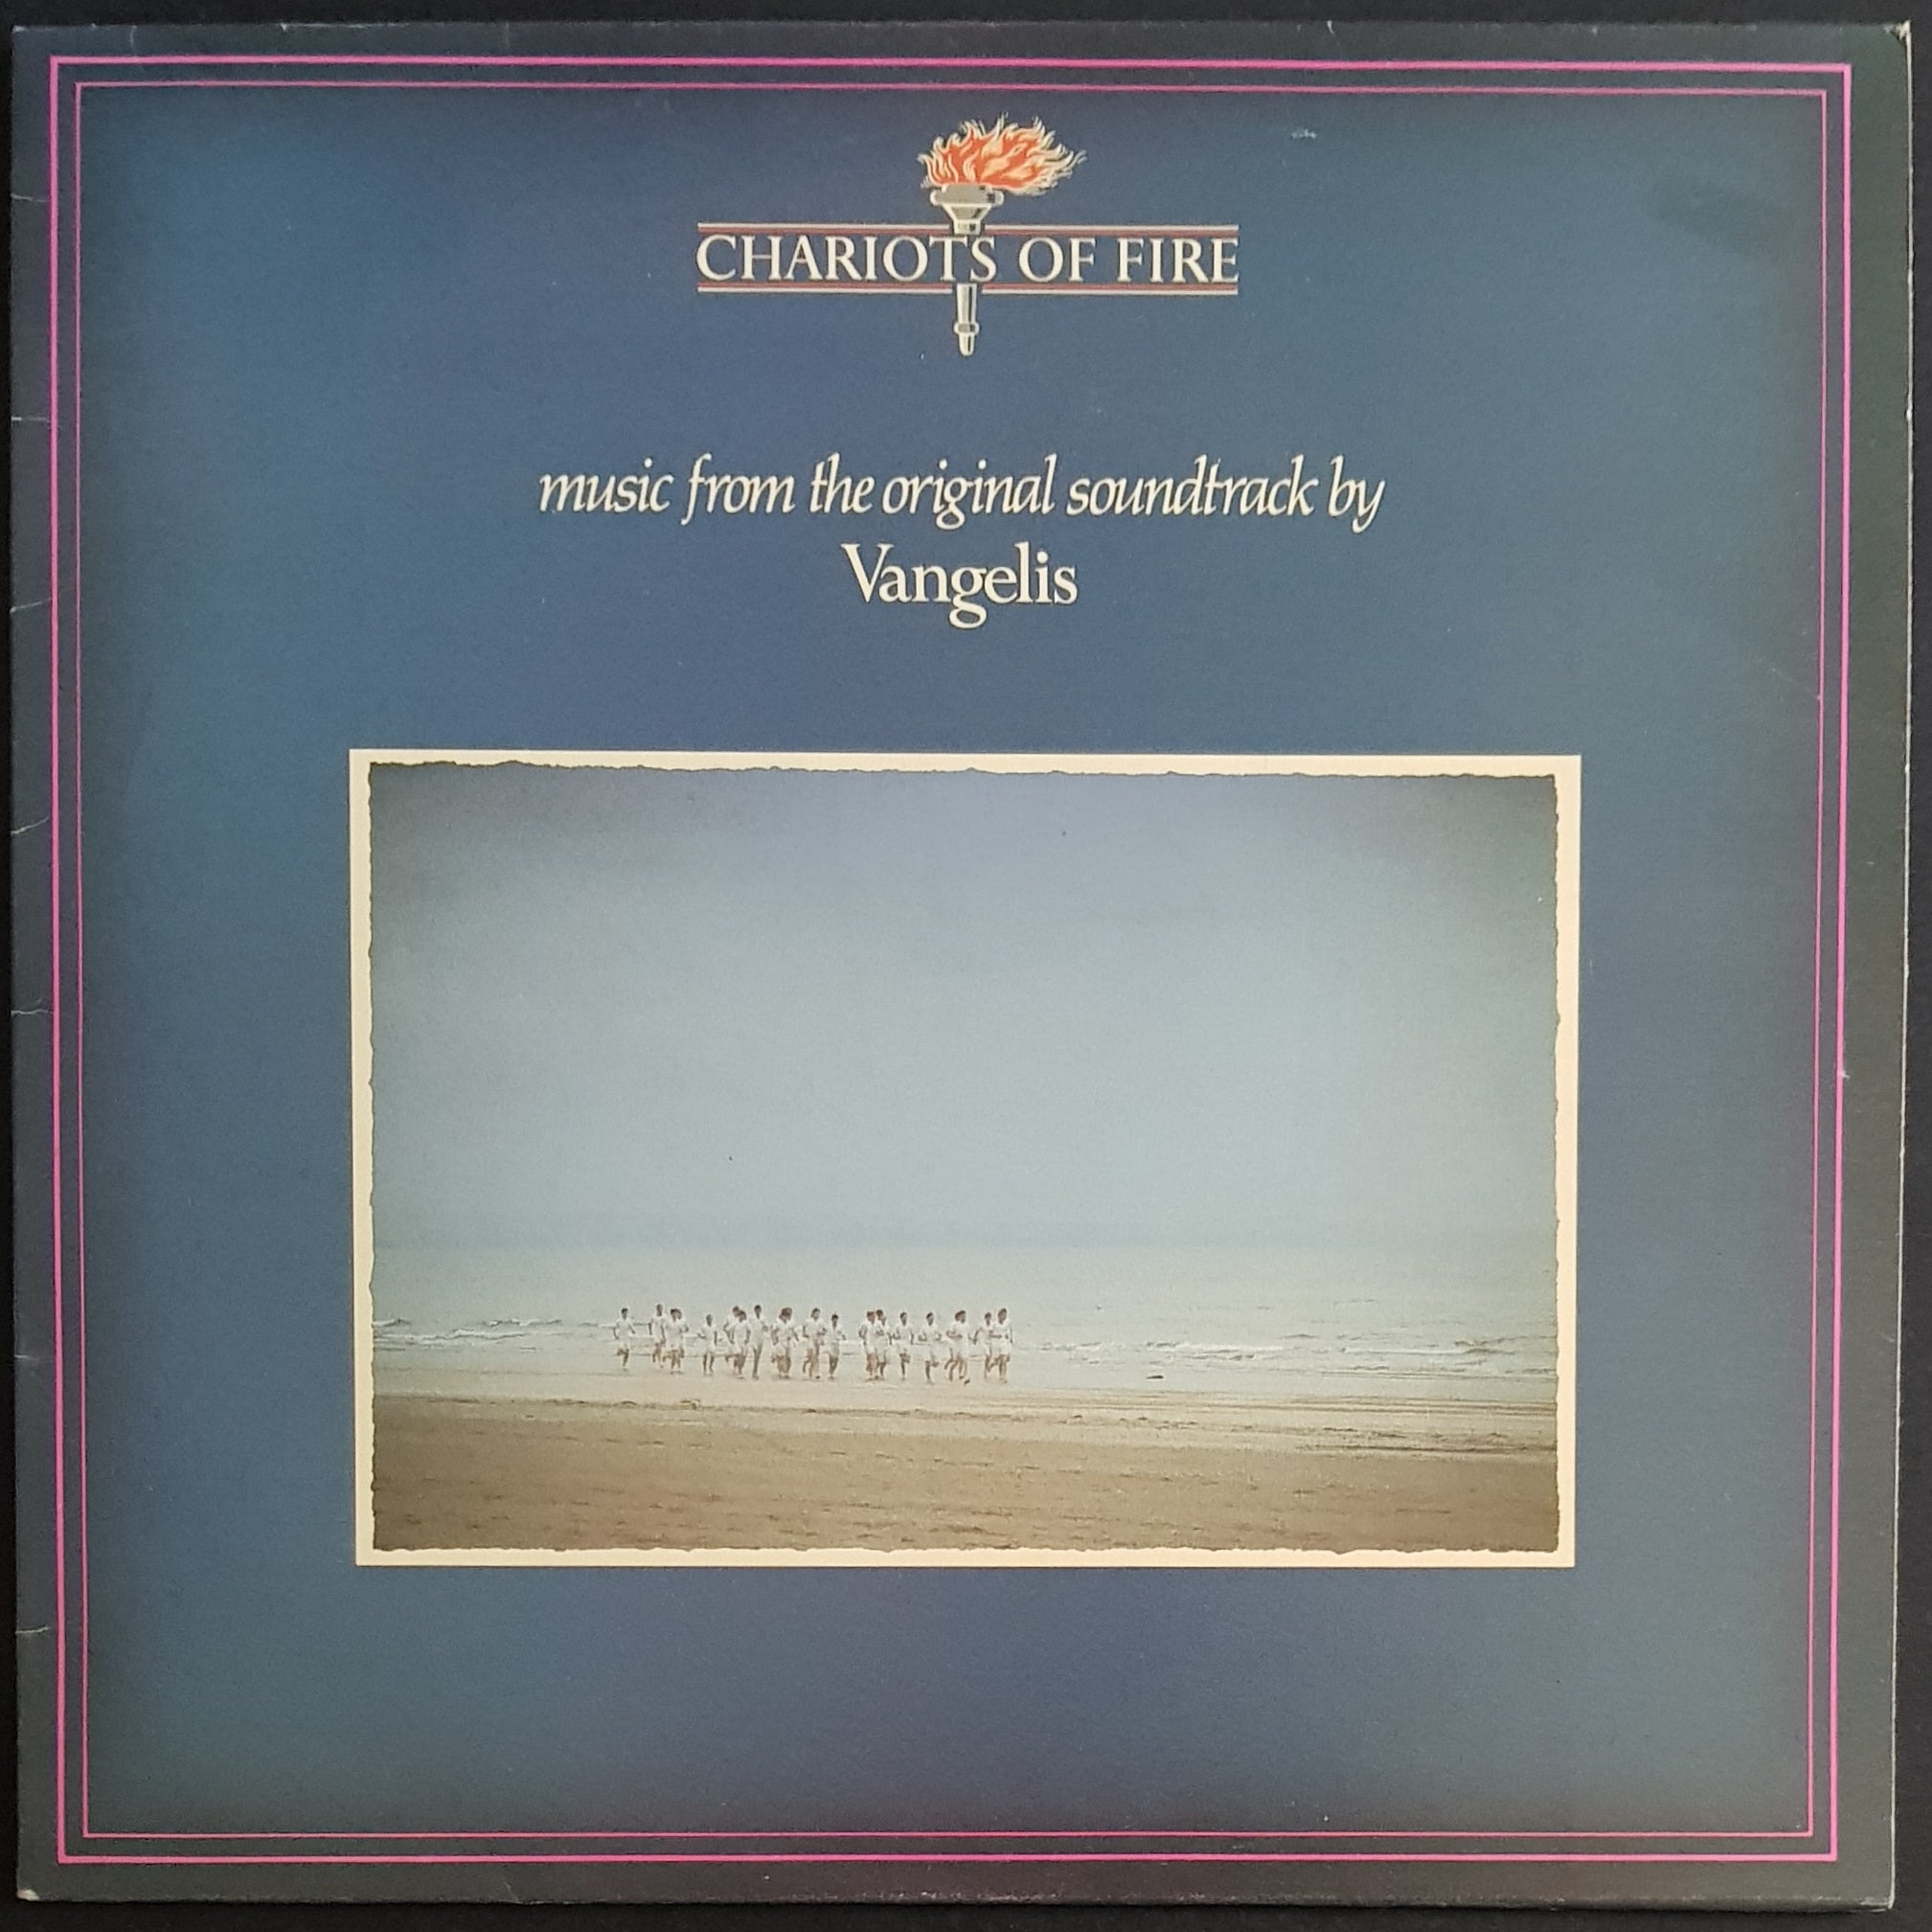 CHARIOTS OF FIRE
music from the original soundtrack by
Vangelis